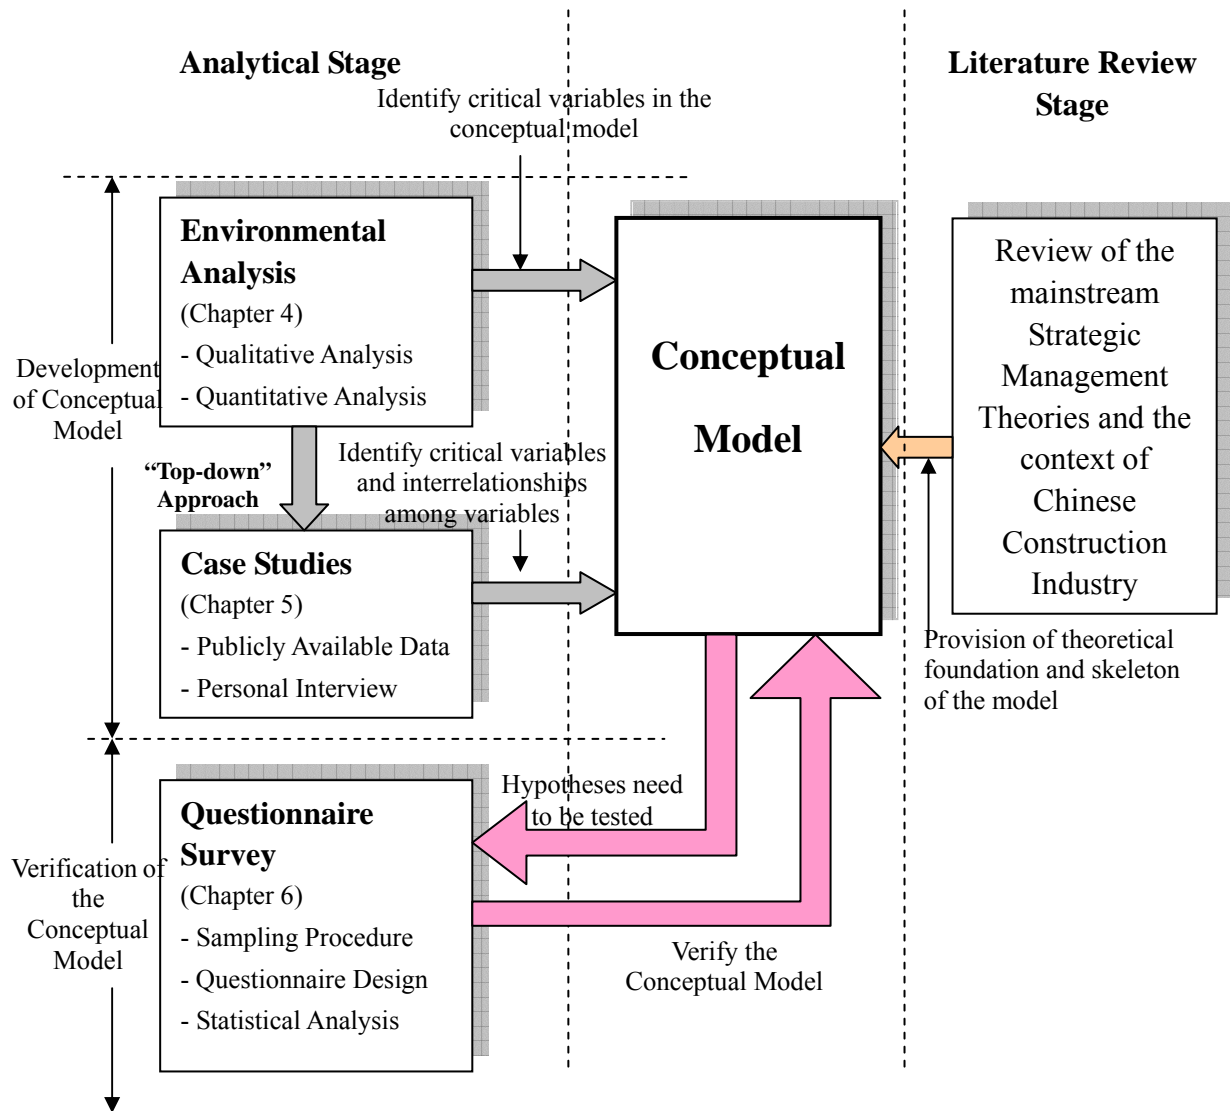 Analytical Stage
Literature Review
Stage
Identify critical variables in the
conceptual model
Environmental
Analysis
(Chapter 4)
- Qualitative Analysis
- Quantitative Analysis
Development
of Conceptual
Model
“Top-down”
Approach
Identify critical variables
and interrelationships
among variables
Case Studies
(Chapter 5)
- Publicly Available Data
- Personal Interview
Conceptual
Model
Review of the
mainstream
Strategic
Management
Theories and the
context of
Chinese
Construction
Industry
Provision of theoretical
foundation and skeleton
of the model
Hypotheses need
to be tested
Verification of
the
Conceptual
Model
Questionnaire
Survey
(Chapter 6)
- Sampling Procedure
- Questionnaire Design
- Statistical Analysis
Verify the
Conceptual Model